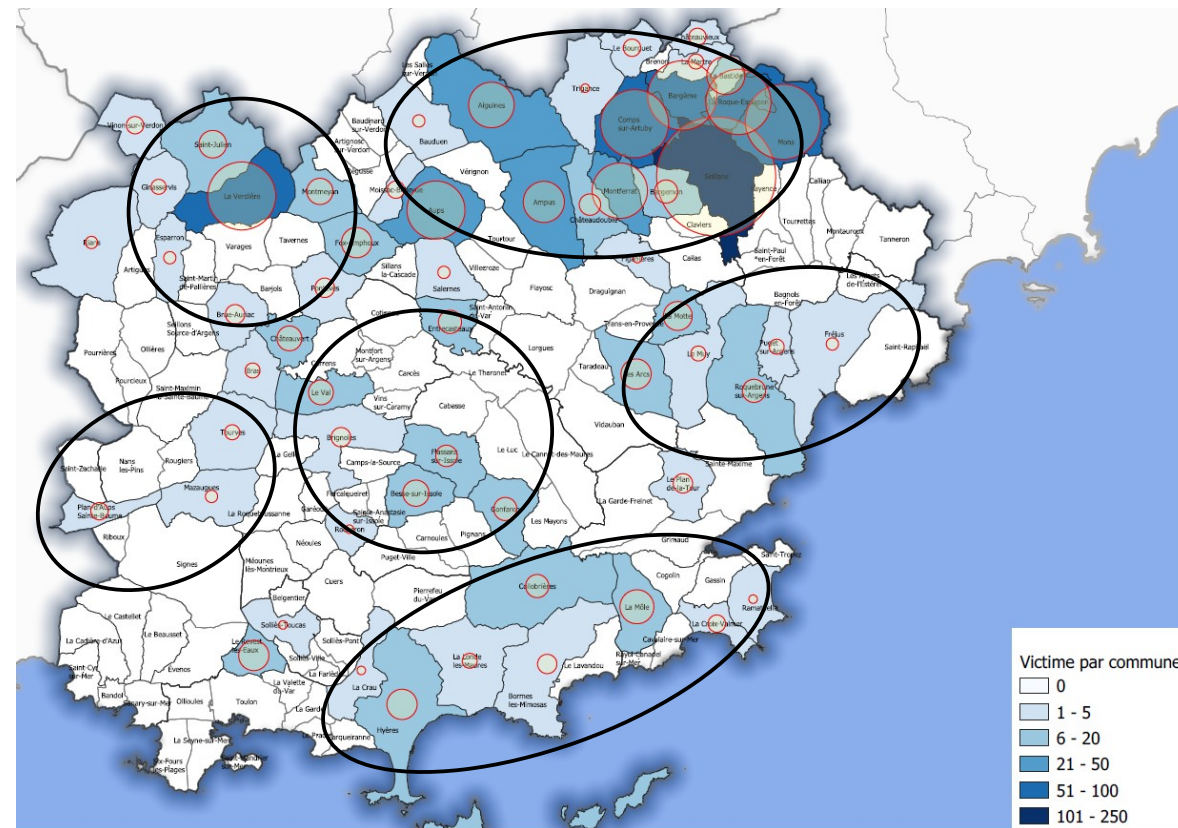 Châteauvieux
Le Bourguet
Brenon
La Martre
La Bastide
Les Salles
sur-Verdon
Trigance
Bargème
La Roque-Esclapon
Aiguines
Comps
sur-Artuby
Mons
Vinon-sur-Verdon
Baudinard
sur-Verdon
Bauduen
Saint-Julien
Artignosc
sur-Verdon
Régusse
Vérignon
Seillans
Ginasservis
La Verdière
Montmeyan
Moissac-Bellevue
Montferrat
Bargemon
Fayence
Callian
Aups
Ampus
Châteaudouble
Claviers
Tourrettes
Montauroux
Tanneron
Rians
Esparron
Varages
Tavernes
Fox-Amphoux
Tourtour
Saint-Paul
en-Forêt
Artigues
Saint-Martin
de-Pallières
Sillans
la-Cascade
Villecroze
Figanières
Callas
Les Adrets
de-l'Estérel
Barjols
Pontevès
Salernes
Flayosc
Draguignan
Bagnols
en-Forêt
Brue-Auriac
Cotignac
Saint-Antonin
du-Var
La Motte
Seillons
Source-d'Argens
Entrecasteaux
Trans-en-Provence
Fréjus
Ollières
Châteauvert
Pourrières
Montfort
sur-Argens
Lorgues
Le Muy
Puget
sur-Argens
Saint-Raphaël
Correns
Bras
Carcès
Le Thoronet
Taradeau
Les Arcs
Pourcieux
Saint-Maximin
la-Sainte-Baume
Le Val
Vins
sur-Caramy
Cabasse
Roquebrune
sur-Argens
Tourves
Brignoles
Vidauban
Saint-Zacharie
Nans
les-Pins
Rougiers
La Celle
Camps-la-Source
Flassans
sur-Issole
Le Luc
Le Cannet-des-Maures
Sainte-Maxime
Mazaugues
Forcalqueiret
Le Plan
de-la-Tour
Plan-d'Aups
Sainte-Baume
La Roquebrussanne
Garéoult
Sainte-Anastasie
sur-Issole
Besse-sur-Issole
Gonfaron
La Garde-Freinet
Rocbaron
Les Mayons
Riboux
Signes
Néoules
Carnoules
Pignans
Grimaud
Puget-Ville
Saint-Tropez
Méounes
lès-Montrieux
Cuers
Collobrières
Cogolin
Gassin
Pierrefeu
du-Var
Belgentier
Ramatuelle
Le Castellet
La Môle
Solliès-Toucas
La Croix-Valmer
La Cadière-d'Azur
Le Beausset
Le Revest
les-Eaux
Solliès-Pont
Cavalaire-sur-Mer
Evenos
Solliès-Ville
La Londe
les-Maures
Le Lavandou
Rayol-Canadel
sur-Mer
Saint-Cyr
sur-Mer
La Farlède
La Crau
La Valette
du-Var
Bormes
les-Mimosas
Bandol
Sanary-sur-Mer
Ollioules
Toulon
La Garde
Hyères
Carqueiranne
La Seyne-sur-Mer
Six-Fours
les-Plages
Victime par commune
0
1 - 5
6 - 20
21 - 50
51 - 100
101 - 250